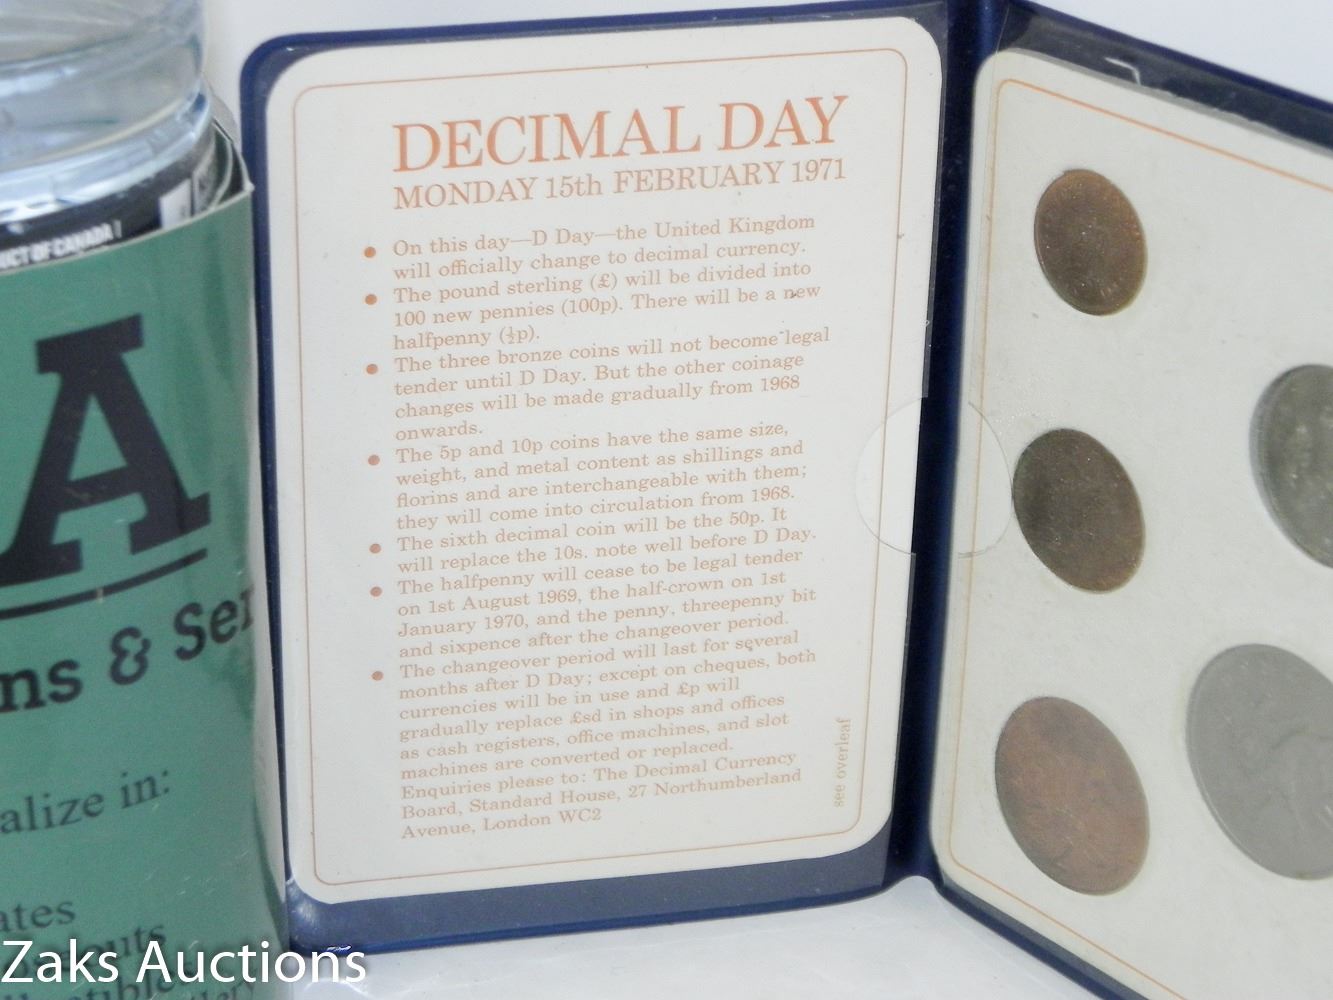 DECIMAL DAY
MONDAY 15th FEBRUARY 1971
• On this day—D Day—the United Kingdom
will officially change to decimal currency.
• The pound sterling (£) will be divided into
100 new pennies (100p). There will be a new
halfpenny (½p).
• The three bronze coins will not become legal
tender until D Day. But the other coinage
changes will be made gradually from 1968
onwards.
• The 5p and 10p coins have the same size,
weight, and metal content as shillings and
florins and are interchangeable with them;
they will come into circulation from 1968.
• The sixth decimal coin will be the 50p. It
will replace the 10s. note well before D Day.
• The halfpenny will cease to be legal tender
on 1st August 1969, the half-crown on 1st
January 1970, and the penny, threepenny bit
and sixpence after the changeover period.
• The changeover period will last for several
months after D Day; except on cheques, both
currencies will be in use and £p will
gradually replace £sd in shops and offices
as cash registers, office machines, and slot
machines are converted or replaced.
Enquiries please to: The Decimal Currency
Board, Standard House, 27 Northumberland
Avenue, London WC2
see overleaf
UCT OF CANADA
A
ns & Ser
alize in:
ates
outs
Zaks Auctions